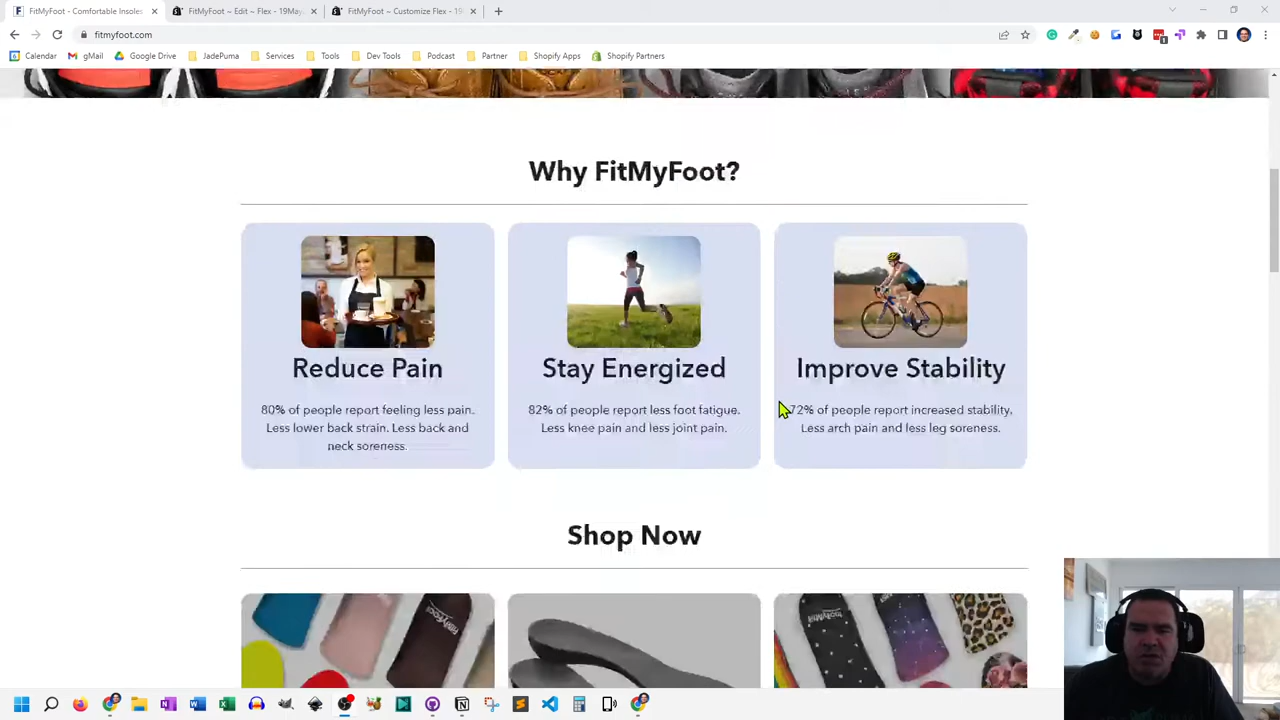 FitMyFoot - Comfortable Insoles
FitMyFoot ~ Edit ~ Flex - 19May
FitMyFoot ~ Customize Flex - 19
fitmyfoot.com
Calendar
gMail
Google Drive
JadePuma
Services
Tools
Dev Tools
Podcast
Partner
Shopify Apps
Shopify Partners
Why FitMyFoot?
Reduce Pain
80% of people report feeling less pain.
Less lower back strain. Less back and
neck soreness.
Stay Energized
82% of people report less foot fatigue.
Less knee pain and less joint pain.
Improve Stability
72% of people report increased stability.
Less arch pain and less leg soreness.
Shop Now
FitMyFoot
FitMyFoot